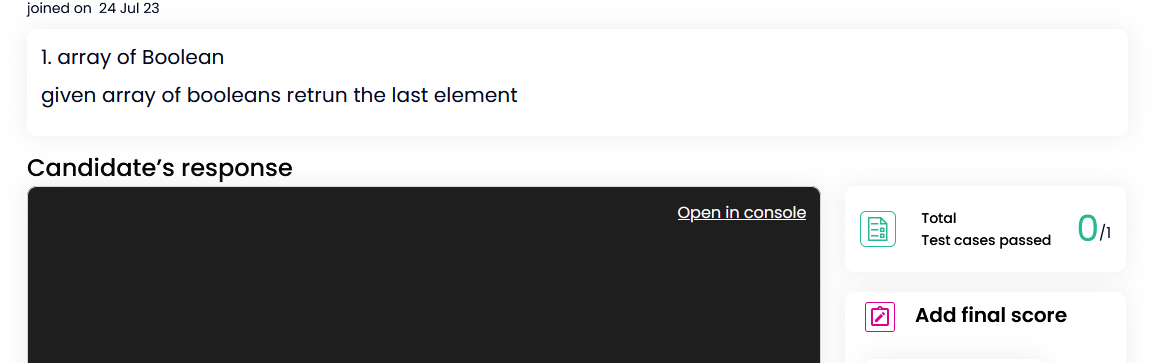 joined on 24 Jul 23
1. array of Boolean
given array of booleans retrun the last element
Candidate's response
Open in console
Total
Test cases passed
0/1
Add final score